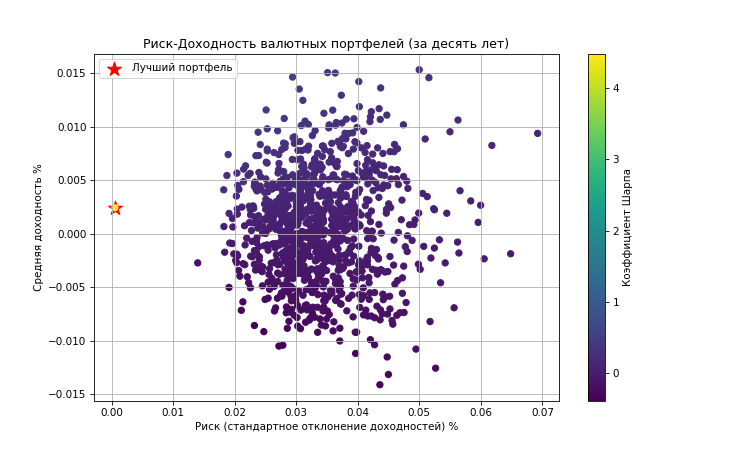 Риск-Доходность валютных портфелей (за десять лет)
Лучший портфель
Средняя доходность %
0.015
0.010
0.005
0.000
−0.005
−0.010
−0.015
0.00 0.01 0.02 0.03 0.04 0.05 0.06 0.07
Риск (стандартное отклонение доходностей) %
4
3
2
1
0
Коэффициент Шарпа